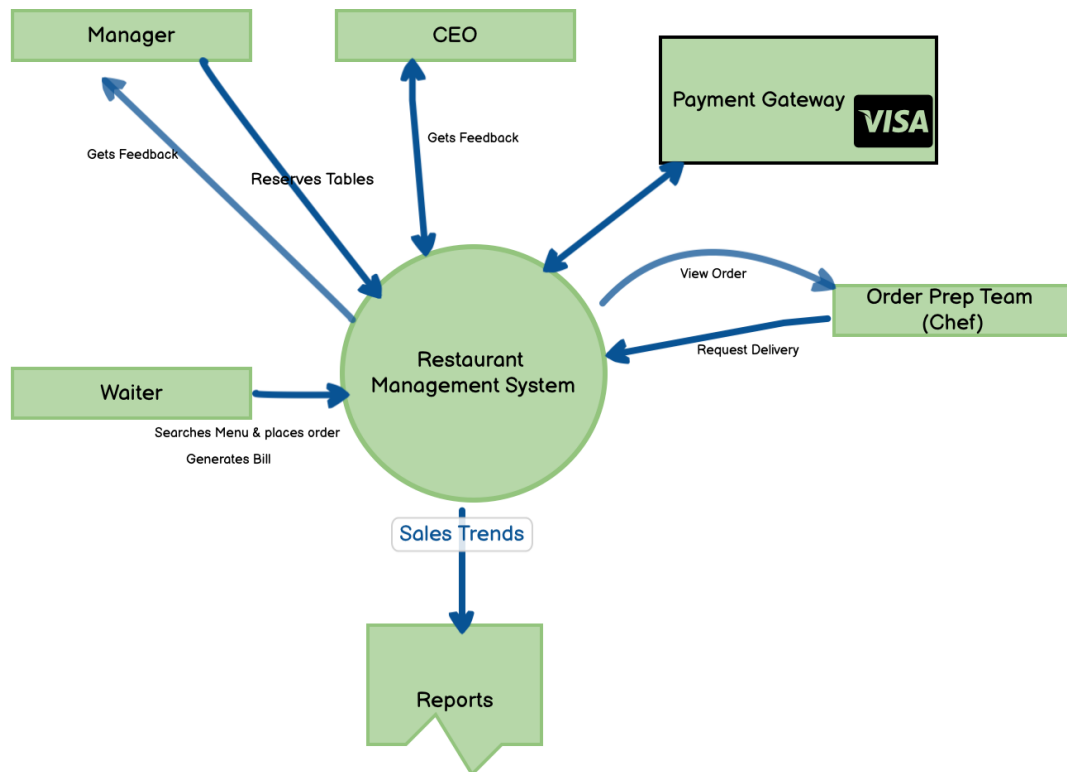 Manager
CEO
Payment Gateway
VISA
Gets Feedback
Gets Feedback
Reserves Tables
View Order
Order Prep Team
(Chef)
Request Delivery
Restaurant
Management System
Waiter
Searches Menu & places order
Generates Bill
Sales Trends
Reports